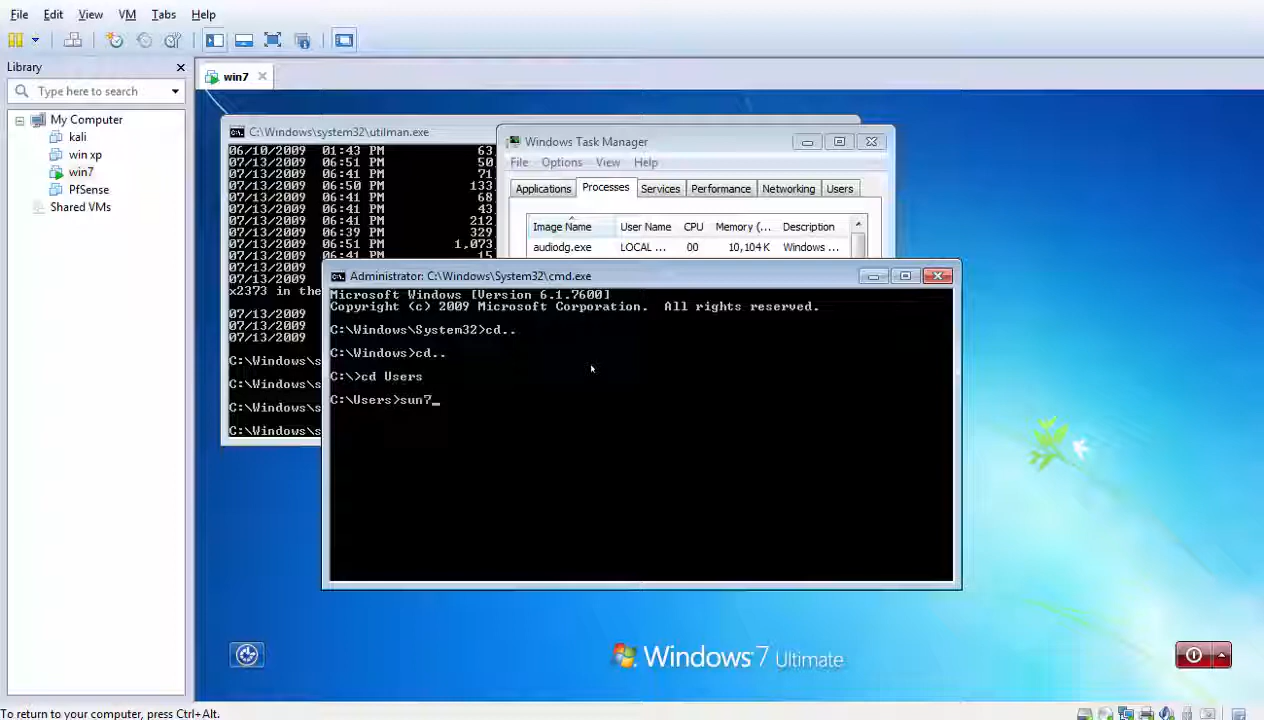 File Edit View VM Tabs Help
Library
Type here to search
My Computer
kali
win xp
win7
PfSense
Shared VMs
win7
C:\Windows\system32\utilman.exe
06/10/2009 01:43 PM 63
07/13/2009 06:51 PM 50
07/13/2009 06:41 PM 71
07/13/2009 06:50 PM 133
07/13/2009 06:41 PM 68
07/13/2009 06:41 PM 43
07/13/2009 06:41 PM 212
07/13/2009 06:39 PM 329
07/13/2009 06:51 PM 1,073
07/13/2009 06:41 PM 15
07/13/2009
07/13/2009
x2373 in the
07/13/2009
07/13/2009
07/13/2009
C:\Windows\s
C:\Windows\s
C:\Windows\s
C:\Windows\s
Windows Task Manager
File Options View Help
Applications Processes Services Performance Networking Users
Image Name User Name CPU Memory (... Description
audiodg.exe LOCAL ... 00 10,104 K Windows ...
Administrator: C:\Windows\System32\cmd.exe
Microsoft Windows [Version 6.1.7600]
Copyright (c) 2009 Microsoft Corporation. All rights reserved.
C:\Windows\System32>cd..
C:\Windows>cd..
C:\>cd Users
C:\Users>sun7_
Windows 7 Ultimate
To return to your computer, press Ctrl+Alt.